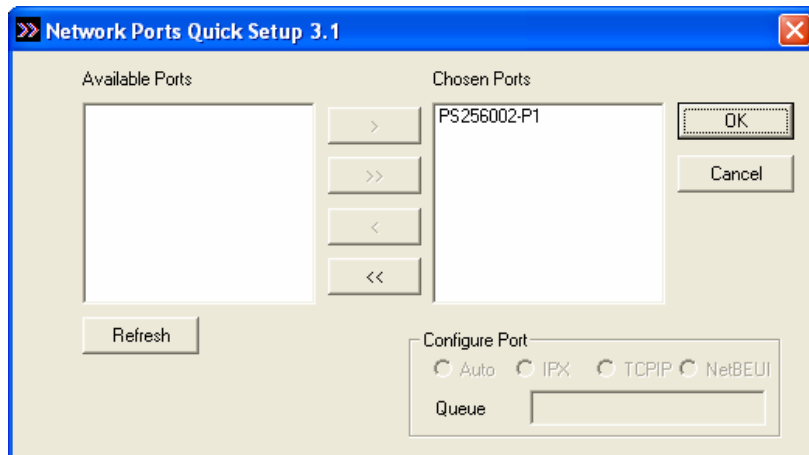 >> Network Ports Quick Setup 3.1
Available Ports
Chosen Ports
PS256002-P1
>
>>
<
<<
OK
Cancel
Refresh
Configure Port
Auto IPX TCPIP NetBEUI
Queue